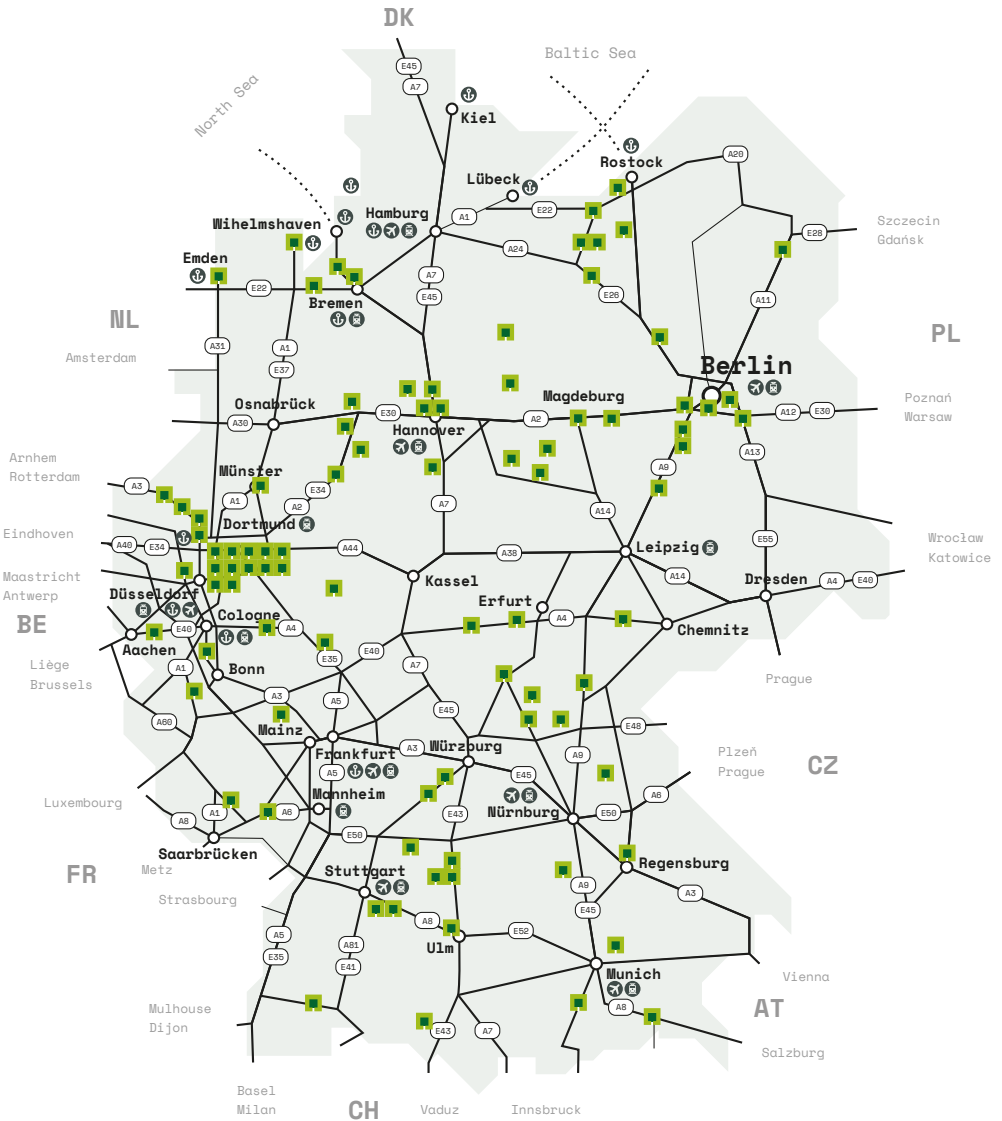 DK
Baltic Sea
E45
A7
North Sea
Kiel
A20
Rostock
Lübeck
Hamburg
A1
E22
Wihelmshaven
Szczecin
Gdańsk
E28
A24
Emden
A7
E22
E45
E26
A11
Bremen
NL
PL
A31
A1
Amsterdam
E37
Berlin
Magdeburg
Poznań
Warsaw
Osnabrück
E30
A30
A2
A12
E30
Hannover
A13
Arnhem
Rotterdam
Münster
A9
A3
E34
A1
A2
A7
A14
Dortmund
Eindhoven
E55
Wrocław
Katowice
A40
E34
A44
A38
Leipzig
Maastricht
Antwerp
Kassel
A14
Dresden
A4
E40
Düsseldorf
Erfurt
BE
Cologne
A4
A4
E40
Chemnitz
Aachen
E40
E35
Liège
Brussels
A1
Bonn
A7
Prague
A3
A5
E45
A60
Mainz
E48
Frankfurt
A3
Würzburg
A9
Plzeň
Prague
CZ
A5
E45
Luxembourg
Mannheim
A6
A8
A1
A6
E43
Nürnburg
E50
E50
Saarbrücken
Regensburg
FR
Metz
Stuttgart
A9
A3
Strasbourg
E45
A8
E52
A5
A81
Ulm
E35
E41
Munich
Vienna
Mulhouse
Dijon
A8
AT
E43
A7
Salzburg
Basel
Milan
CH
Vaduz
Innsbruck